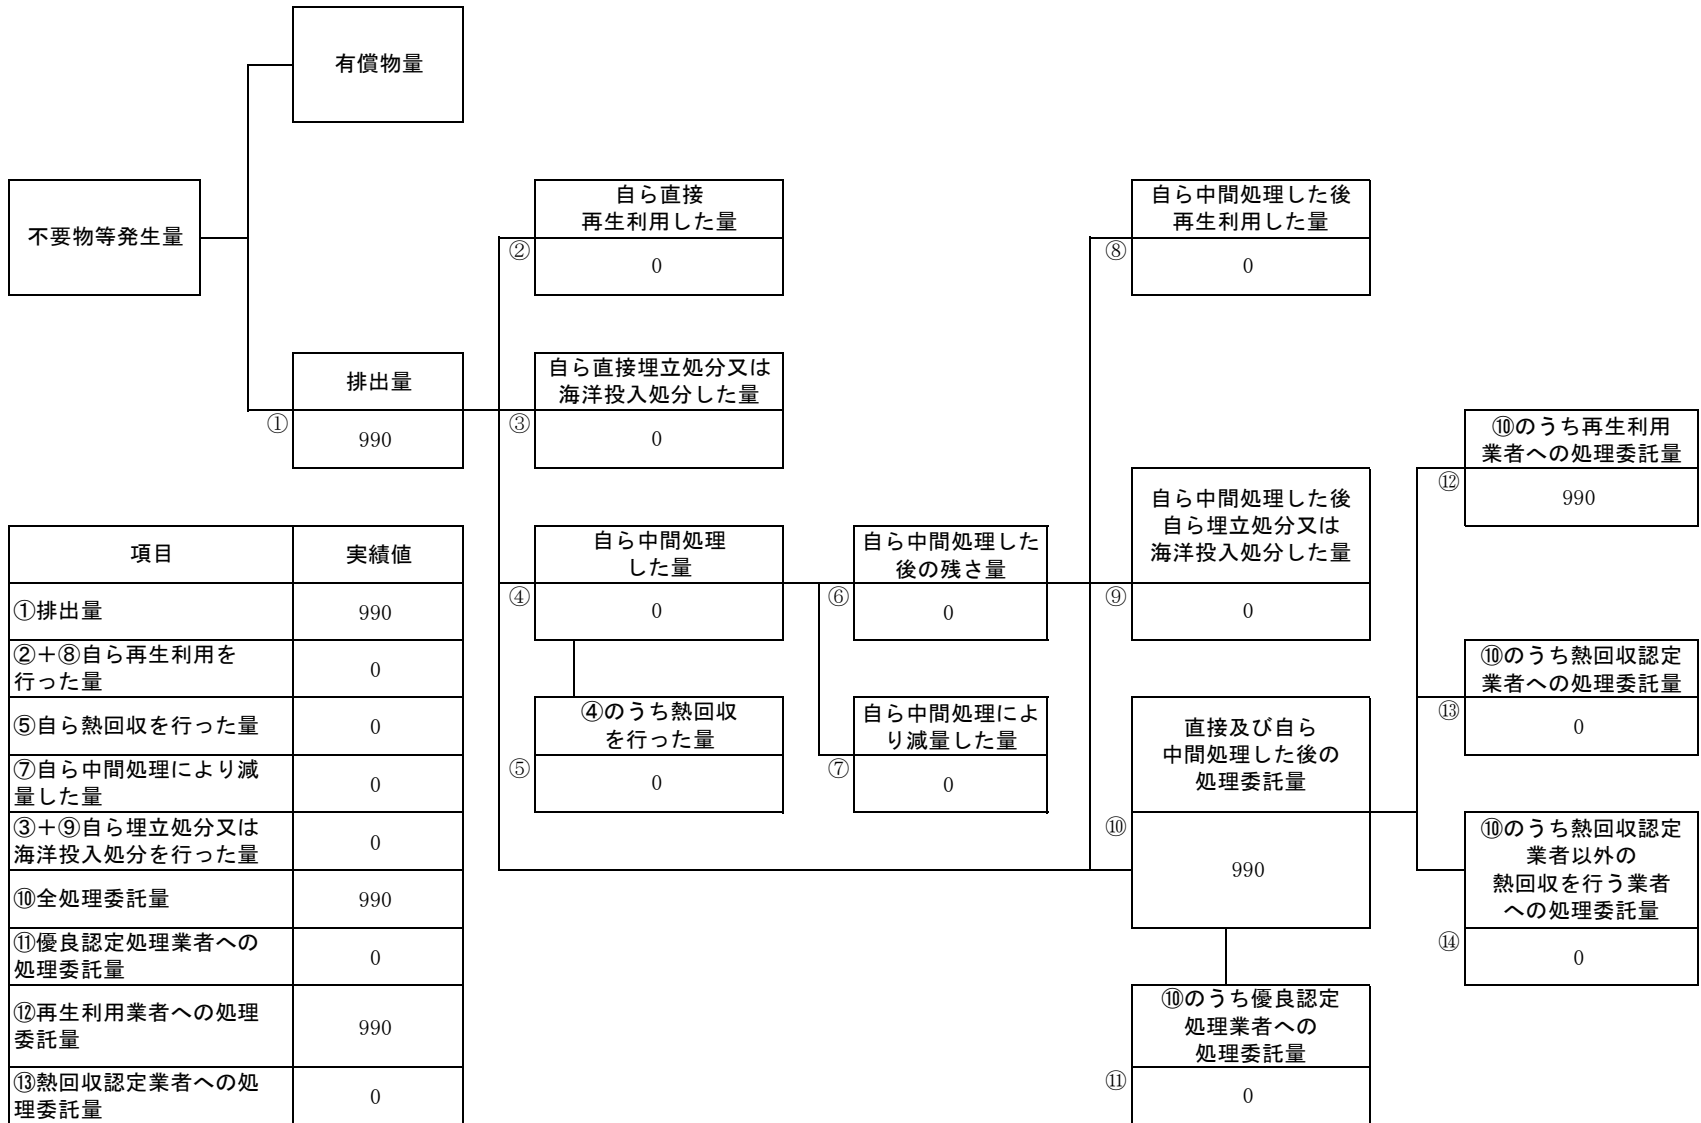 有償物量
不要物等発生量
自ら直接
再生利用した量
②
0
自ら中間処理した後
再生利用した量
⑧
0
排出量
①
990
自ら直接埋立処分又は
海洋投入処分した量
③
0
⑩のうち再生利用
業者への処理委託量
⑫
990
自ら中間処理
した量
④
0
自ら中間処理した
後の残さ量
⑥
0
自ら中間処理した後
自ら埋立処分又は
海洋投入処分した量
⑨
0
④のうち熱回収
を行った量
⑤
0
自ら中間処理によ
り減量した量
⑦
0
直接及び自ら
中間処理した後の
処理委託量
⑩
990
⑩のうち熱回収認定
業者への処理委託量
⑬
0
⑩のうち熱回収認定
業者以外の
熱回収を行う業者
への処理委託量
⑭
0
⑩のうち優良認定
処理業者への
処理委託量
⑪
0
項目 実績値
①排出量 990
②＋⑧自ら再生利用を
行った量
0
⑤自ら熱回収を行った量 0
⑦自ら中間処理により減
量した量
0
③＋⑨自ら埋立処分又は
海洋投入処分を行った量
0
⑩全処理委託量 990
⑪優良認定処理業者への
処理委託量
0
⑫再生利用業者への処理
委託量
990
⑬熱回収認定業者への処
理委託量
0